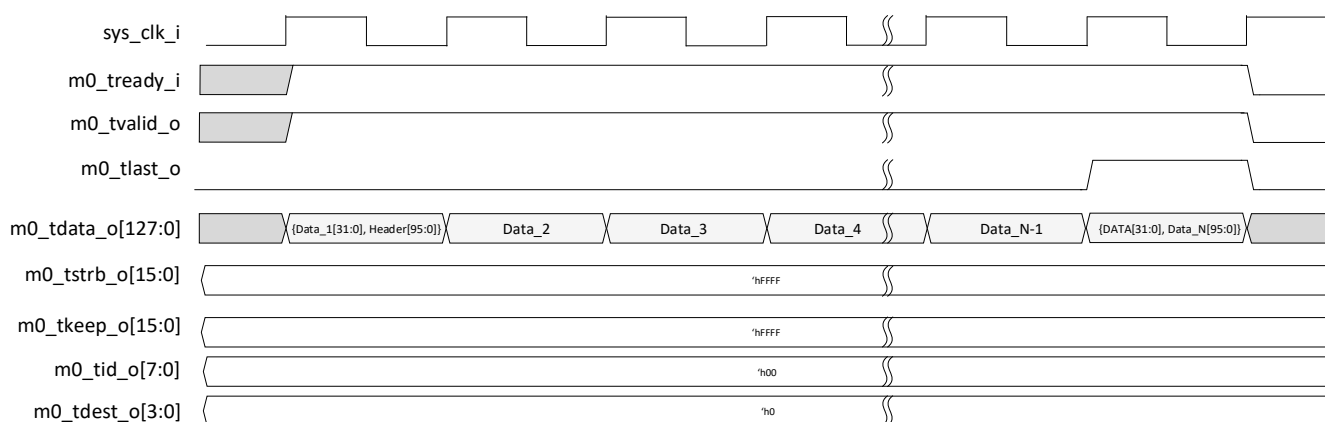 sys_clk_i
m0_tready_i
m0_tvalid_o
m0_tlast_o
m0_tdata_o[127:0] {Data_1[31:0], Header[95:0]} Data_2 Data_3 Data_4 Data_N-1 {DATA[31:0], Data_N[95:0]}
m0_tstrb_o[15:0] ‘hFFFF
m0_tkeep_o[15:0] ‘hFFFF
m0_tid_o[7:0] ‘h00
m0_tdest_o[3:0] ‘h0